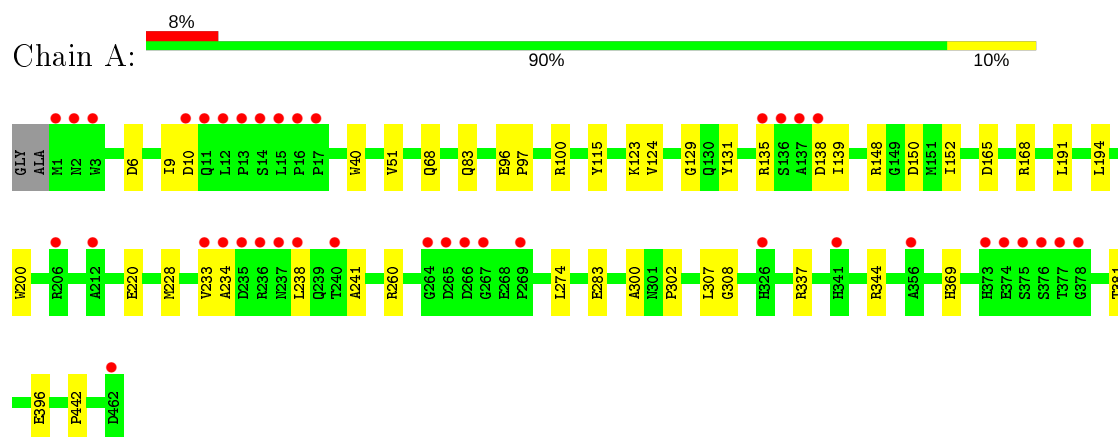 8%
Chain A:
90% 10%
GLY ALA M1 N2 W3 D6 I9 D10 Q11 L12 P13 S14 L15 P16 P17 W40 V51 Q68 Q83 E96 P97 R100 Y115 K123 V124 G129 Q130 Y131 R135 S136 A137 D138 I139 R148 G149 D150 M151 I152 D165 R168 L191 L194
W200 R206 A212 E220 M228 V233 A234 D235 R236 N237 L238 Q239 T240 A241 R260 G264 D265 D266 G267 E268 P269 L274 E283 A300 N301 P302 L307 G308 H326 R337 H341 R344 A356 H369 H373 E374 S375 S376 T377 G378
E396 P442 D462